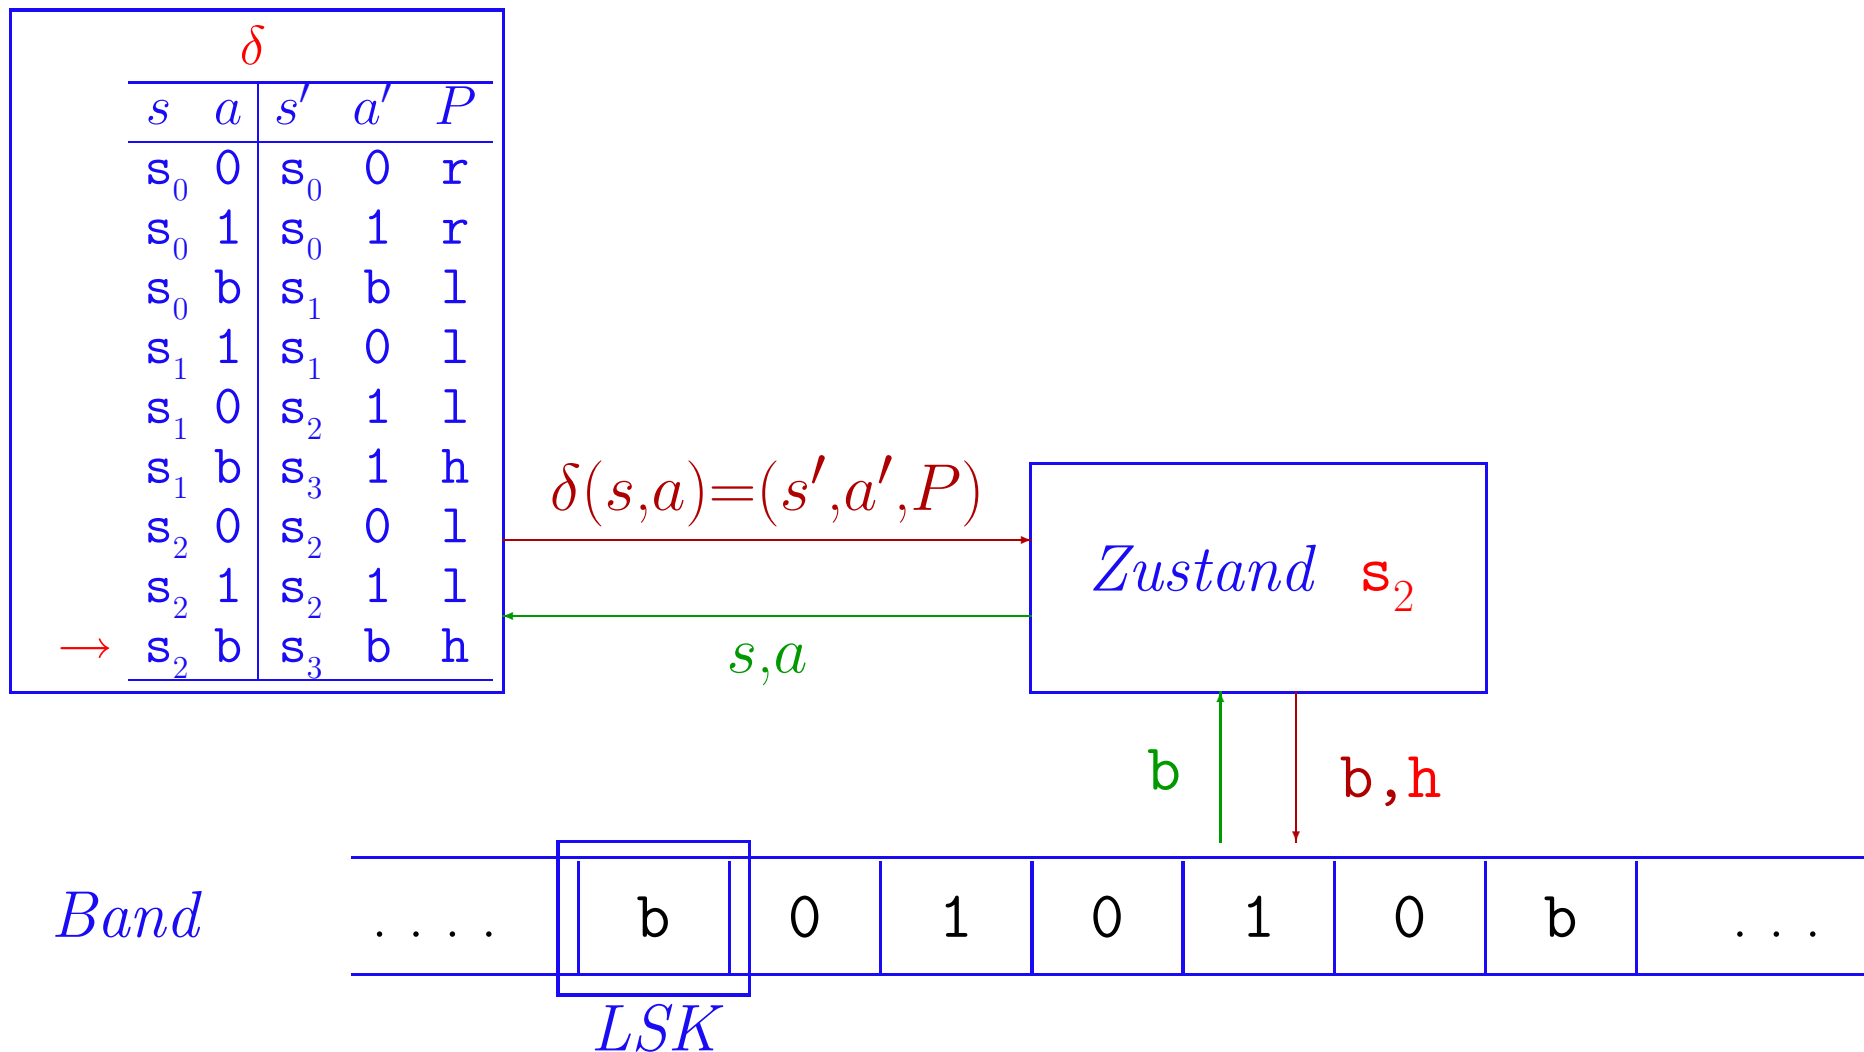 δ
s a s′ a′ P
s₀ 0 s₀ 0 r
s₀ 1 s₀ 1 r
s₀ b s₁ b l
s₁ 1 s₁ 0 l
s₁ 0 s₂ 1 l
s₁ b s₃ 1 h
s₂ 0 s₂ 0 l
s₂ 1 s₂ 1 l
→ s₂ b s₃ b h
δ(s,a)=(s′,a′,P)
s,a
Zustand s₂
b
b,h
Band
. . . . b 0 1 0 1 0 b . . .
LSK